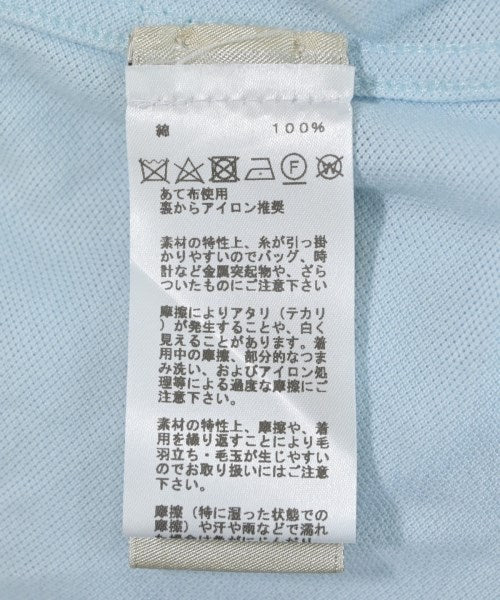 綿 100%
F W
あて布使用
裏からアイロン推奨
素材の特性上、糸が引っ掛
かりやすいのでバッグ、時
計など金属突起物や、ざら
ついたものにご注意下さい
摩擦によりアタリ(テカリ
)が発生することや、白く
見えることがあります。着
用中の摩擦、部分的なつま
み洗い、およびアイロン処
理等による過度な摩擦にご
注意下さい。
素材の特性上、摩擦や、着
用を繰り返すことにより毛
羽立ち・毛玉が生じやすい
のでお取り扱いにはご注意
下さい。
摩擦(特に湿った状態での
摩擦)や汗や雨などで濡れ